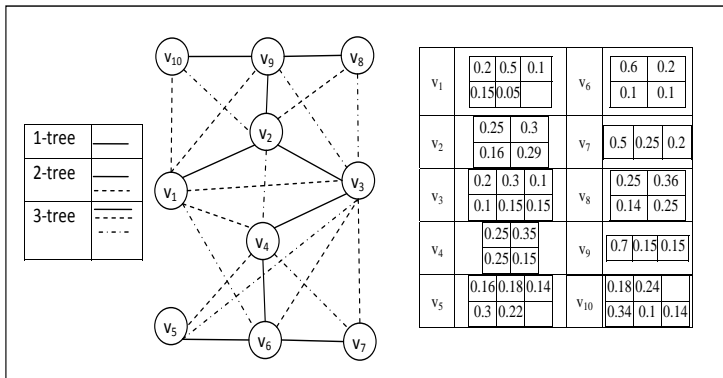 1-tree
2-tree
3-tree
v10 v9 v8
v2
v1 v3
v4
v5 v6 v7
v1 0.2 0.5 0.1 v6 0.6 0.2
0.15 0.05 0.1 0.1
v2 0.25 0.3 v7 0.5 0.25 0.2
0.16 0.29
v3 0.2 0.3 0.1 v8 0.25 0.36
0.1 0.15 0.15 0.14 0.25
v4 0.25 0.35 v9 0.7 0.15 0.15
0.25 0.15
v5 0.16 0.18 0.14 v10 0.18 0.24
0.3 0.22 0.34 0.1 0.14